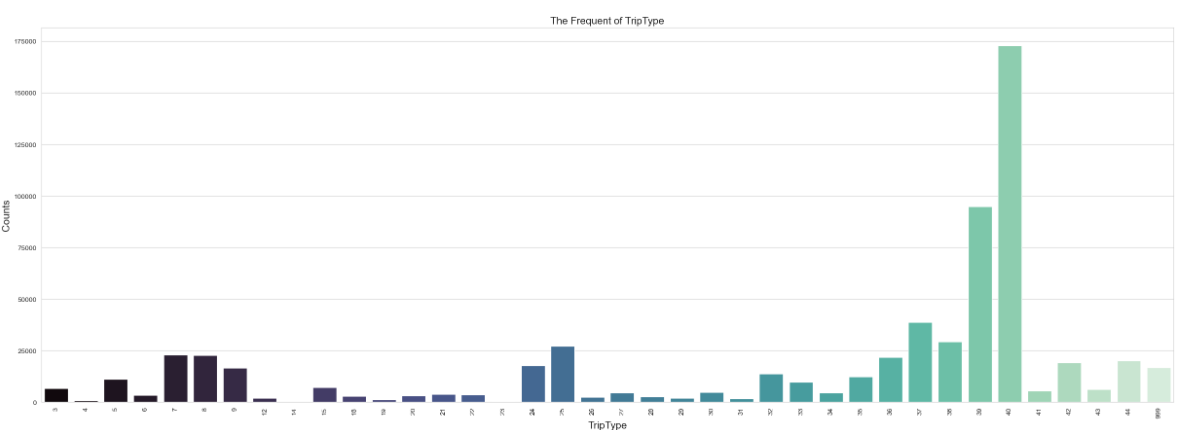 The Frequent of TripType
175000
150000
125000
100000
75000
50000
25000
0
Counts
3 4 5 6 7 8 9 12 14 15 18 19 20 21 22 23 24 25 26 27 28 29 30 31 32 33 34 35 36 37 38 39 40 41 42 43 44 999
TripType